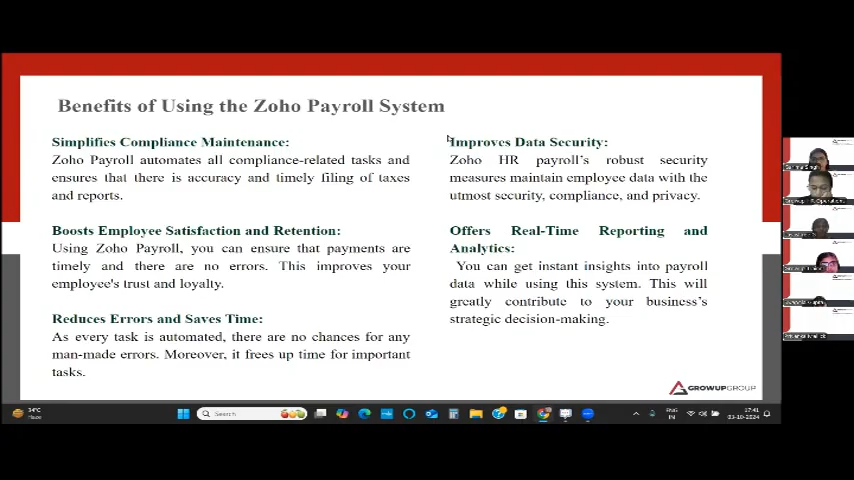 Benefits of Using the Zoho Payroll System
Simplifies Compliance Maintenance:
Zoho Payroll automates all compliance-related tasks and
ensures that there is accuracy and timely filing of taxes
and reports.
Boosts Employee Satisfaction and Retention:
Using Zoho Payroll, you can ensure that payments are
timely and there are no errors. This improves your
employee's trust and loyalty.
Reduces Errors and Saves Time:
As every task is automated, there are no chances for any
man-made errors. Moreover, it frees up time for important
tasks.
Improves Data Security:
Zoho HR payroll's robust security
measures maintain employee data with the
utmost security, compliance, and privacy.
Offers Real-Time Reporting and
Analytics:
You can get instant insights into payroll
data while using this system. This will
greatly contribute to your business's
strategic decision-making.
GROWUPGROUP
34°C
Haze
Search
ENG
IN
17:41
03-10-2024